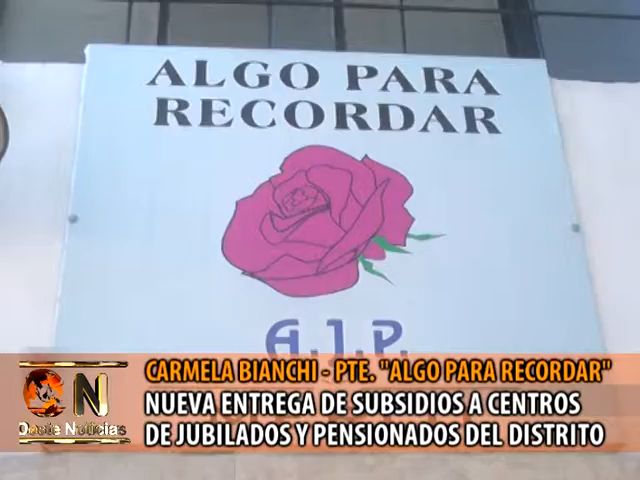 ALGO PARA
RECORDAR
A.J.P.
CARMELA BIANCHI - PTE. "ALGO PARA RECORDAR"
NUEVA ENTREGA DE SUBSIDIOS A CENTROS
DE JUBILADOS Y PENSIONADOS DEL DISTRITO
ON
Oeste Noticias